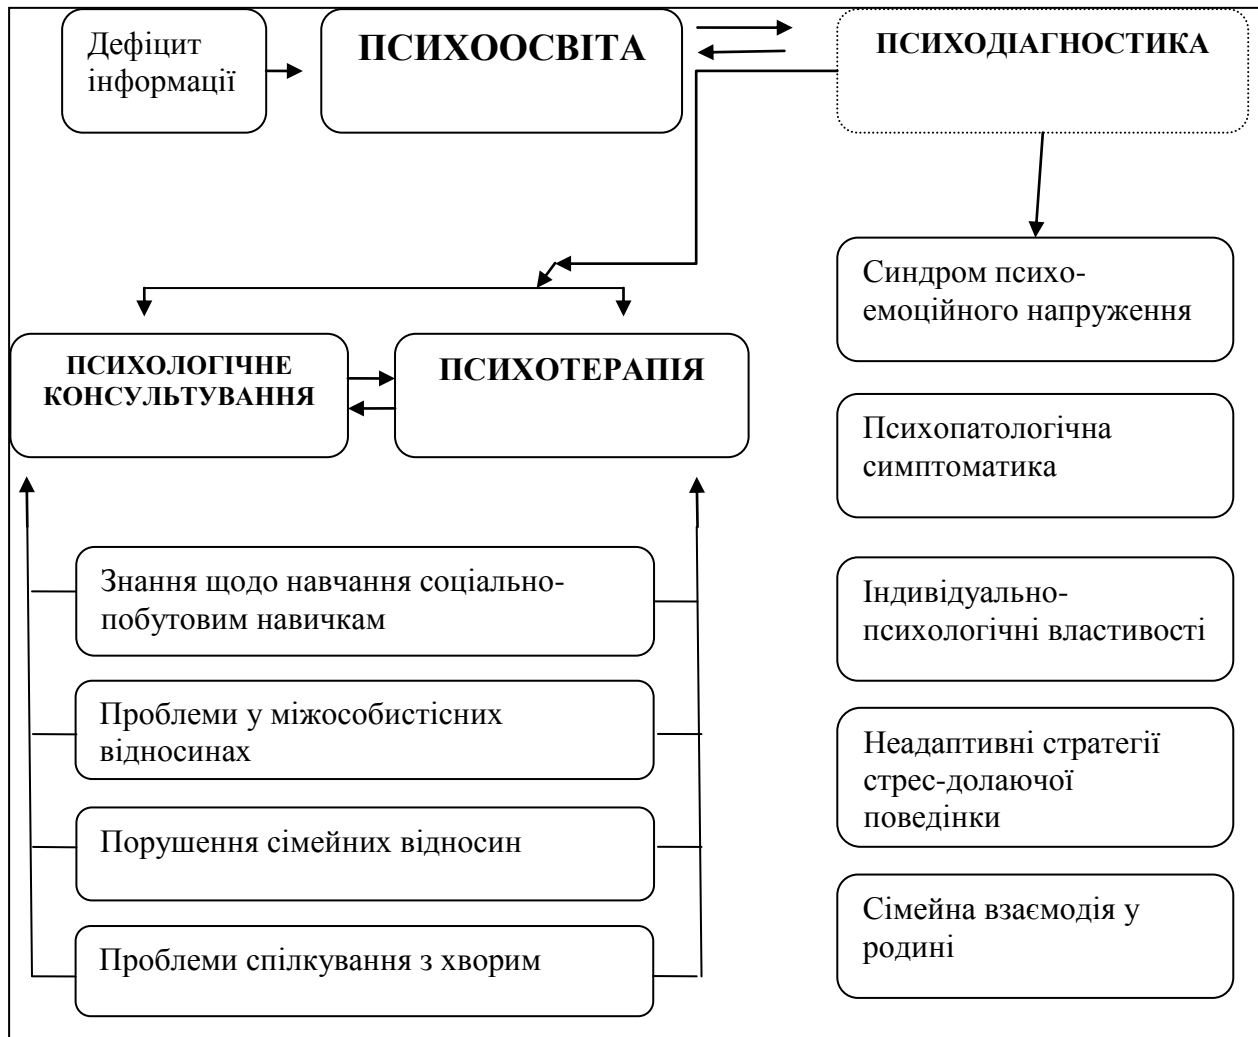 Дефіцит
інформації
ПСИХООСВІТА
ПСИХОДІАГНОСТИКА
ПСИХОЛОГІЧНЕ
КОНСУЛЬТУВАННЯ
ПСИХОТЕРАПІЯ
Знання щодо навчання соціально-
побутовим навичкам
Проблеми у міжособистісних
відносинах
Порушення сімейних відносин
Проблеми спілкування з хворим
Синдром психо-
емоційного напруження
Психопатологічна
симптоматика
Індивідуально-
психологічні властивості
Неадаптивні стратегії
стрес-долаючої
поведінки
Сімейна взаємодія у
родині